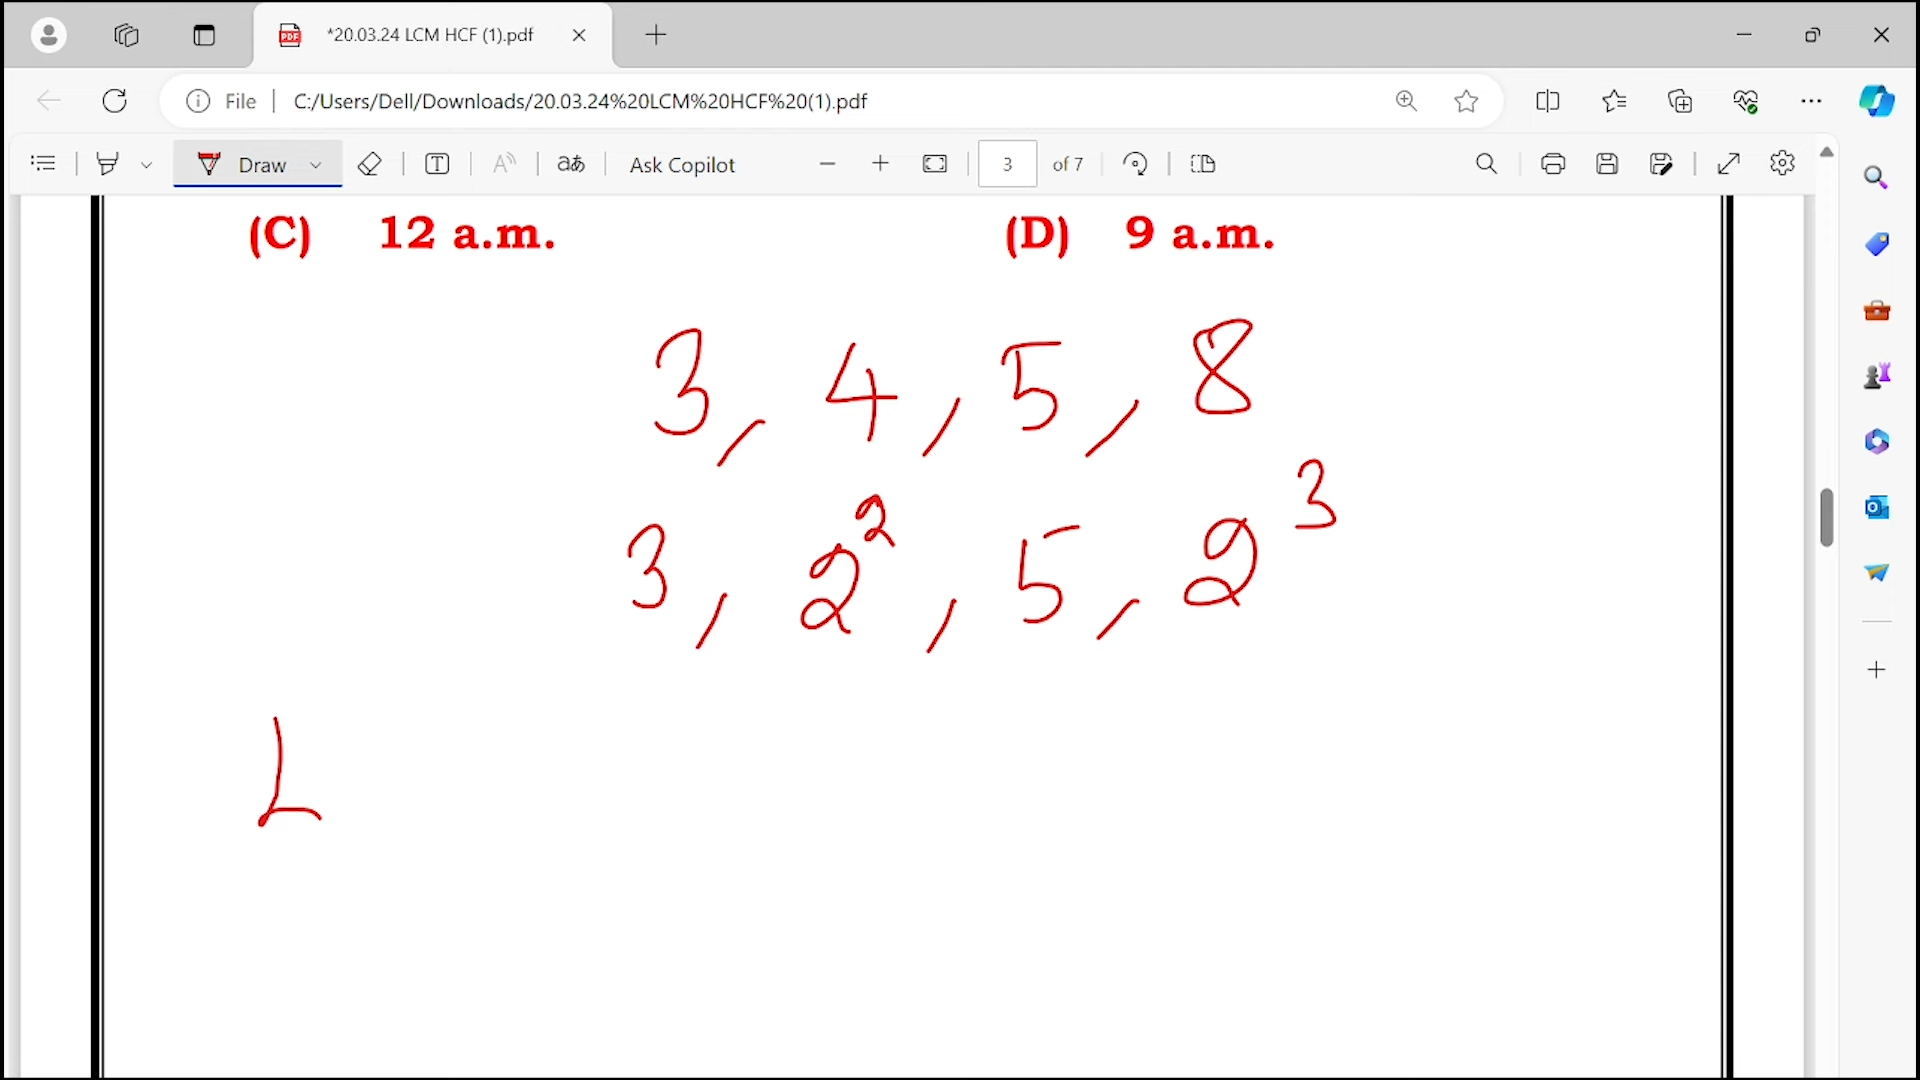 *20.03.24 LCM HCF (1).pdf
File C:/Users/Dell/Downloads/20.03.24%20LCM%20HCF%20(1).pdf
Draw Ask Copilot 3 of 7
(C) 12 a.m. (D) 9 a.m.
3, 4, 5, 8
3, 2², 5, 2³
L